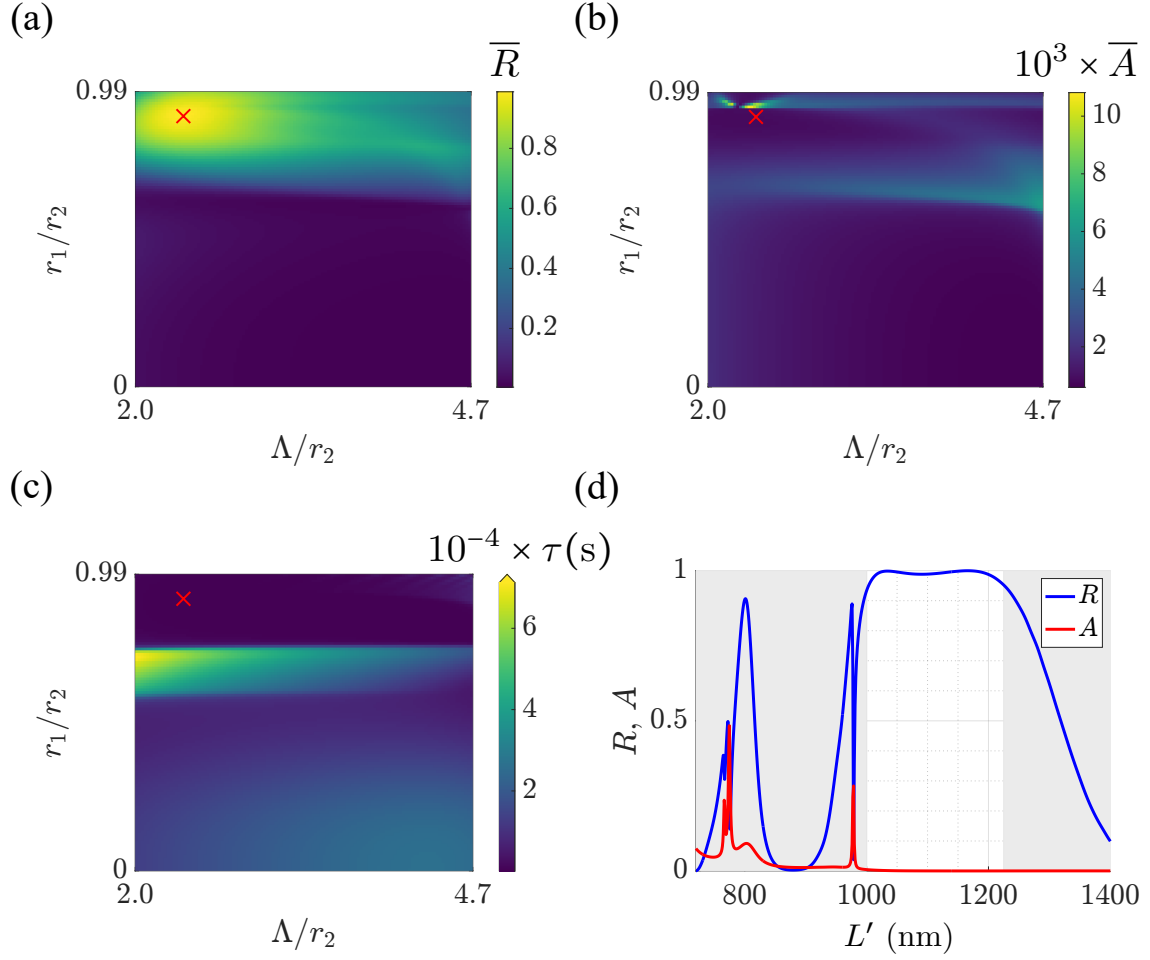 (a)
R̅
0.99
r₁/r₂
0
2.0
4.7
Λ/r₂
0.8
0.6
0.4
0.2
(b)
10³ × A̅
0.99
r₁/r₂
0
2.0
4.7
Λ/r₂
10
8
6
4
2
(c)
10⁻⁴ × τ(s)
0.99
r₁/r₂
0
2.0
4.7
Λ/r₂
6
4
2
(d)
1
0.5
0
R, A
R
A
800
1000
1200
1400
L′ (nm)